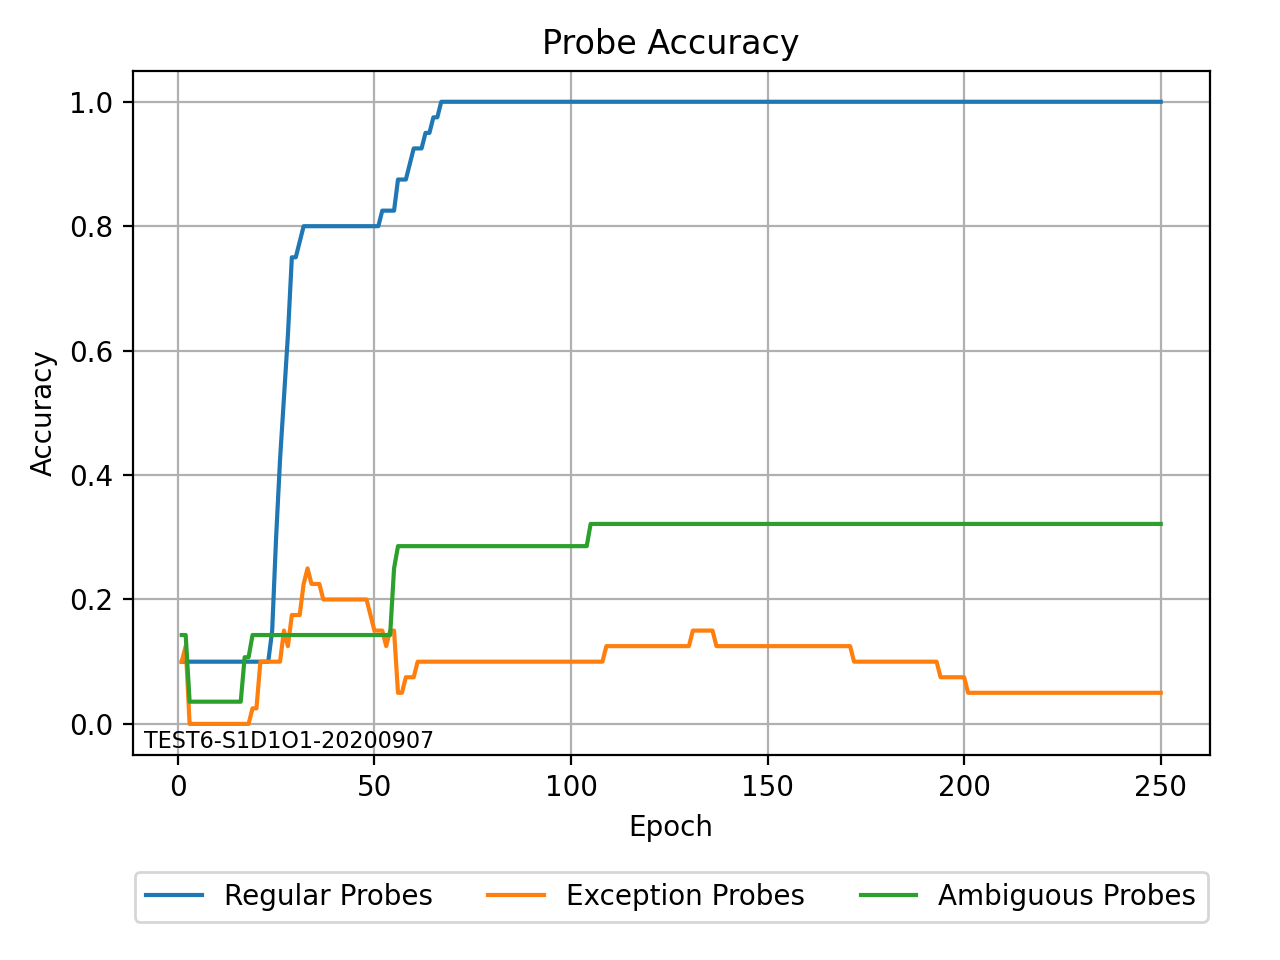 Probe Accuracy
Accuracy
1.0
0.8
0.6
0.4
0.2
0.0
TEST6-S1D1O1-20200907
0 50 100 150 200 250
Epoch
Regular Probes Exception Probes Ambiguous Probes